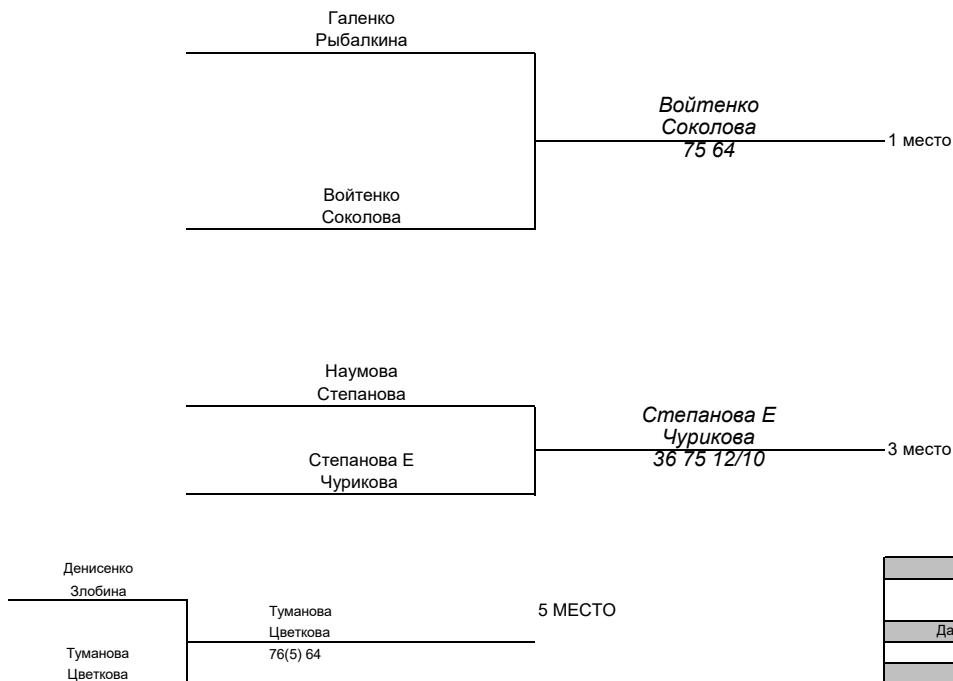 Галенко
Рыбалкина
Войтенко
Соколова
75 64
1 место
Войтенко
Соколова
Наумова
Степанова
Степанова Е
Чурикова
36 75 12/10
3 место
Степанова Е
Чурикова
Денисенко
Злобина
Туманова
Цветкова
76(5) 64
5 МЕСТО
Туманова
Цветкова
Да